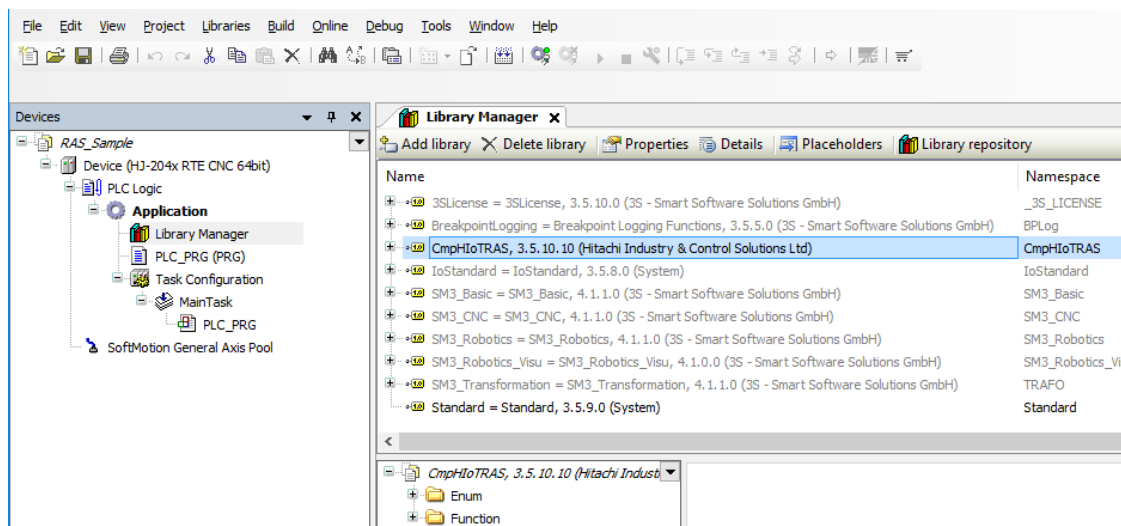 File Edit View Project Libraries Build Online Debug Tools Window Help
Devices
RAS_Sample
Device (HJ-204x RTE CNC 64bit)
PLC Logic
Application
Library Manager
PLC_PRG (PRG)
Task Configuration
MainTask
PLC_PRG
SoftMotion General Axis Pool
Library Manager
Add library Delete library Properties Details Placeholders Library repository
Name Namespace
3SLicense = 3SLicense, 3.5.10.0 (3S - Smart Software Solutions GmbH) _3S_LICENSE
BreakpointLogging = Breakpoint Logging Functions, 3.5.5.0 (3S - Smart Software Solutions GmbH) BPLog
CmpHIoTRAS, 3.5.10.10 (Hitachi Industry & Control Solutions Ltd) CmpHIoTRAS
IoStandard = IoStandard, 3.5.8.0 (System) IoStandard
SM3_Basic = SM3_Basic, 4.1.1.0 (3S - Smart Software Solutions GmbH) SM3_Basic
SM3_CNC = SM3_CNC, 4.1.1.0 (3S - Smart Software Solutions GmbH) SM3_CNC
SM3_Robotics = SM3_Robotics, 4.1.1.0 (3S - Smart Software Solutions GmbH) SM3_Robotics
SM3_Robotics_Visu = SM3_Robotics_Visu, 4.1.0.0 (3S - Smart Software Solutions GmbH) SM3_Robotics_Vi
SM3_Transformation = SM3_Transformation, 4.1.1.0 (3S - Smart Software Solutions GmbH) TRAFO
Standard = Standard, 3.5.9.0 (System) Standard
CmpHIoTRAS, 3.5.10.10 (Hitachi Indust
Enum
Function